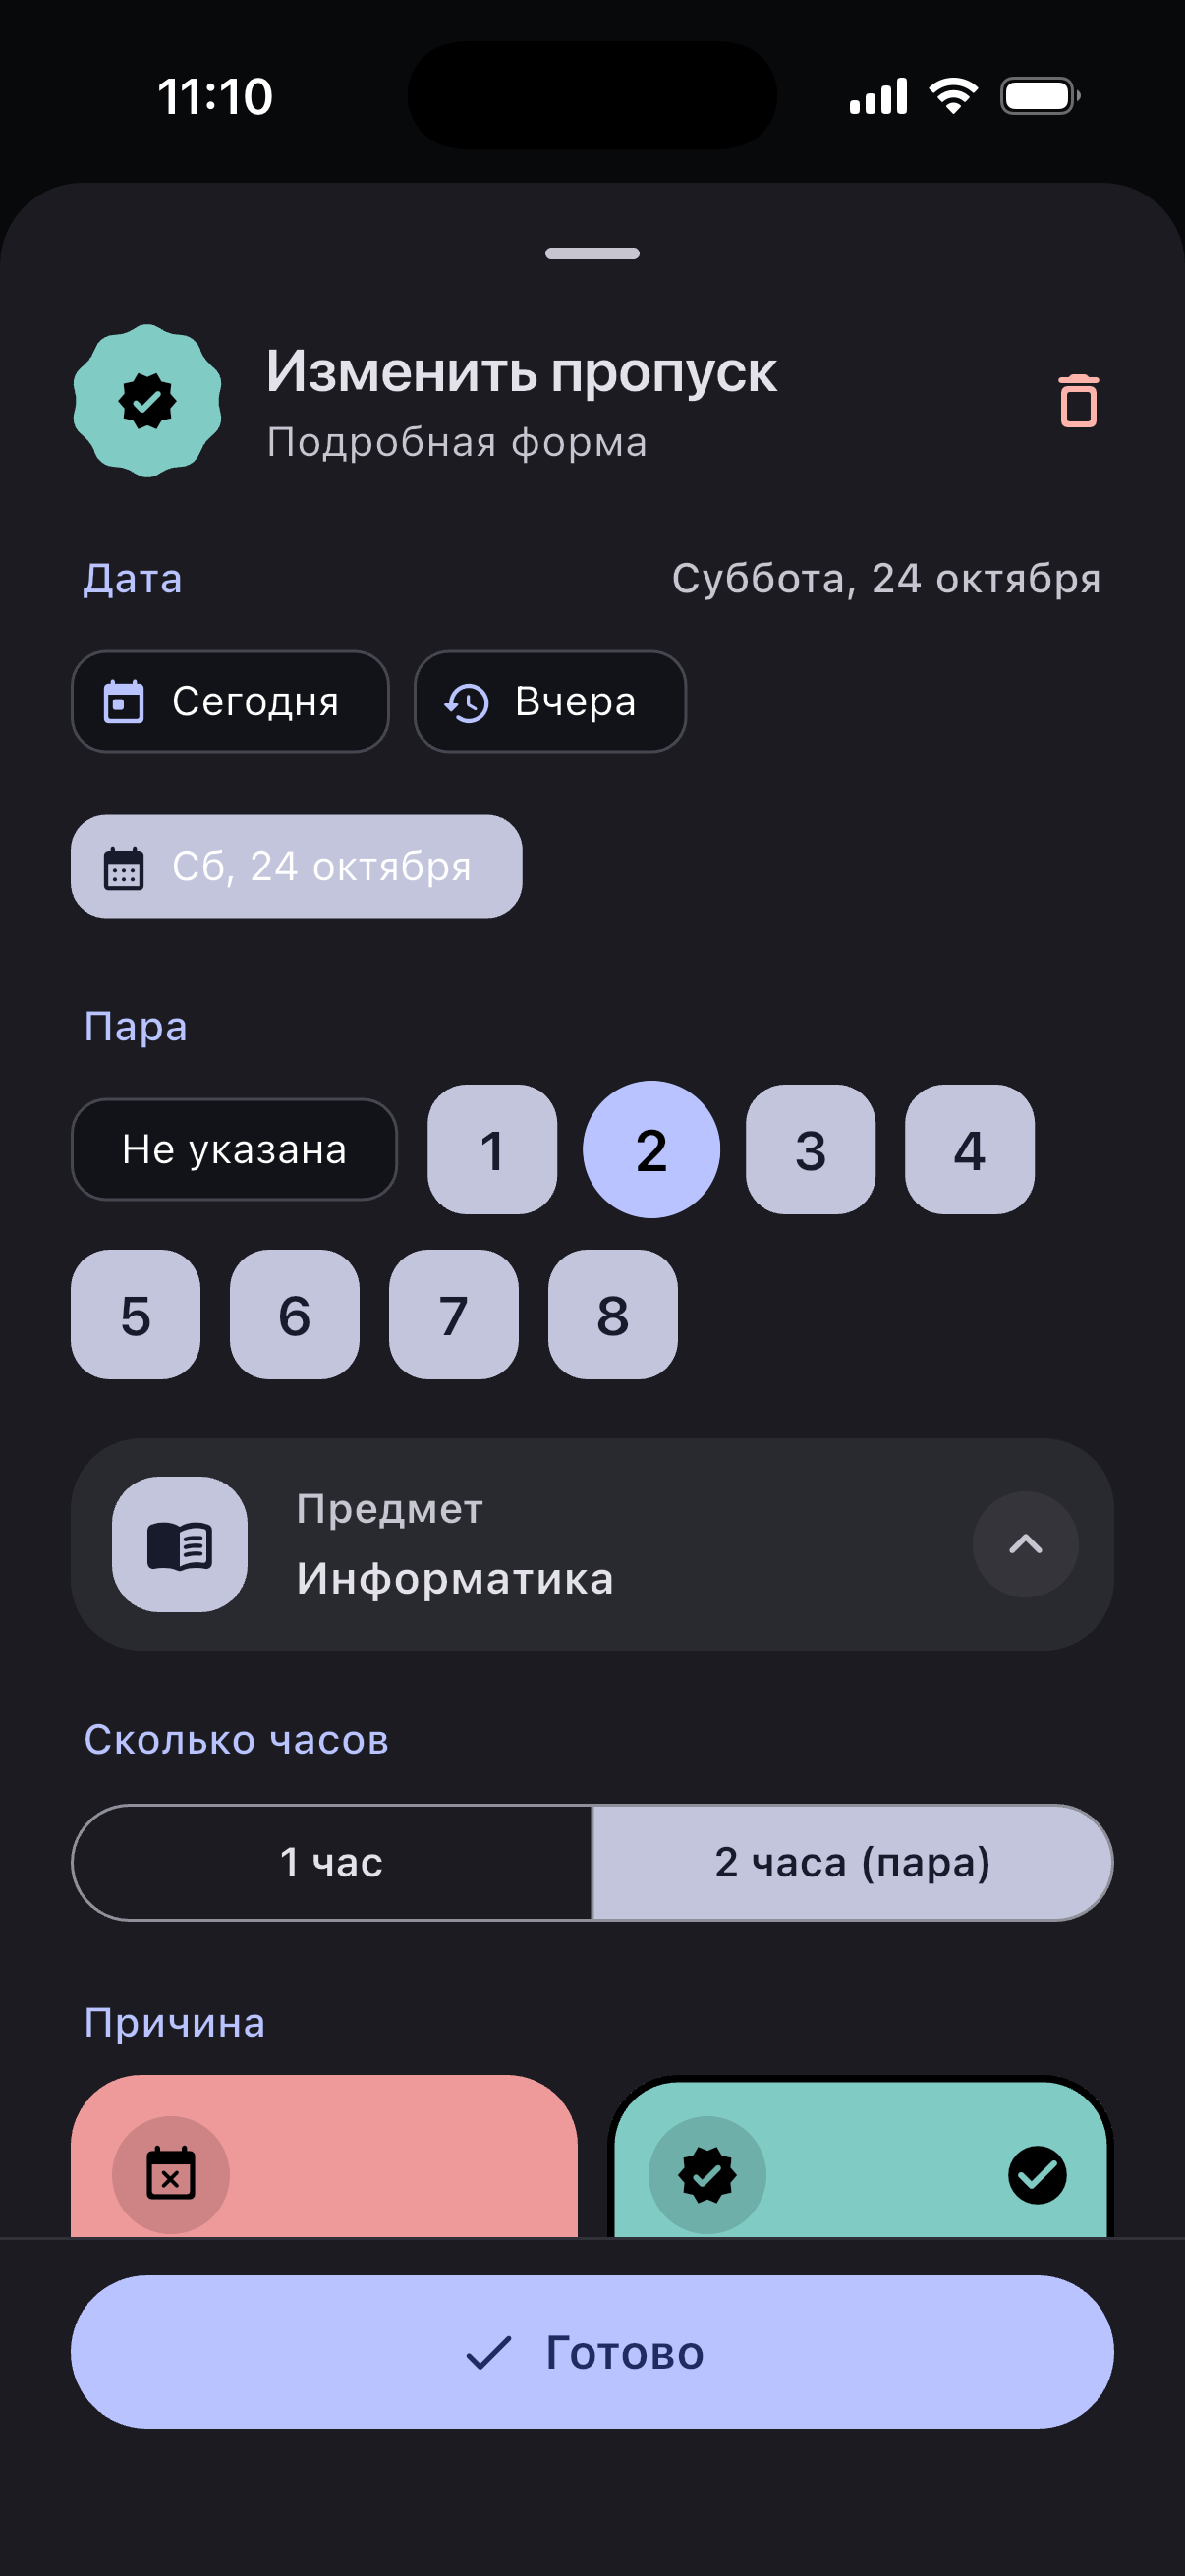 11:10
Изменить пропуск
Подробная форма
Дата
Суббота, 24 октября
Сегодня
Вчера
Сб, 24 октября
Пара
Не указана 1 2 3 4
5 6 7 8
Предмет
Информатика
Сколько часов
1 час
2 часа (пара)
Причина
Готово